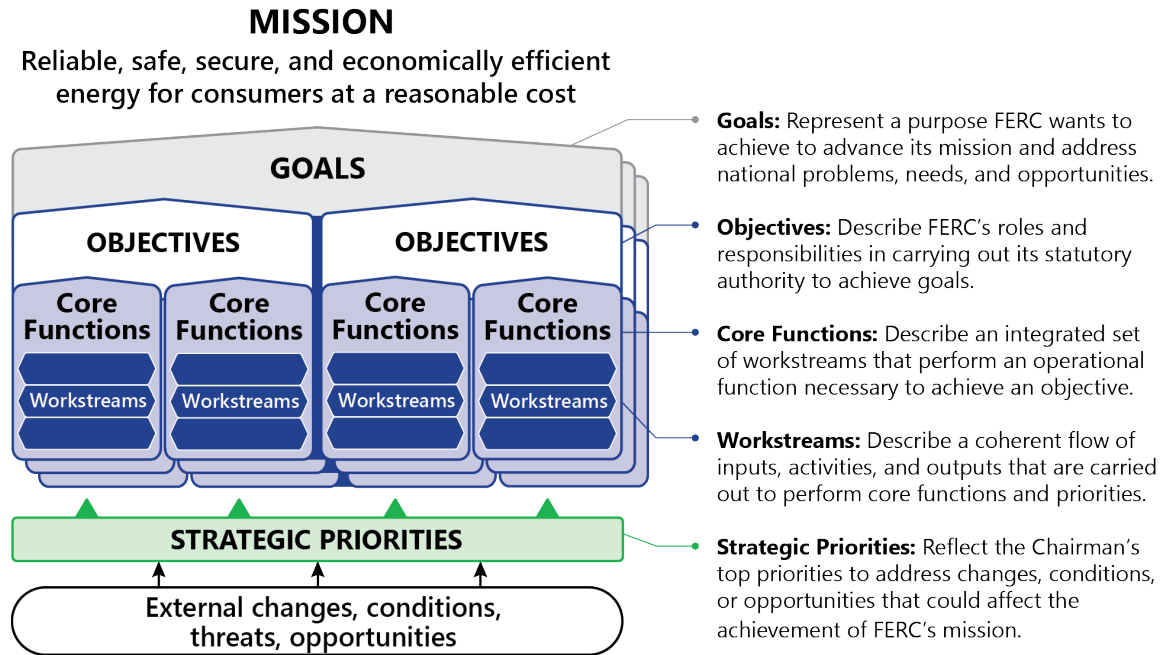 MISSION
Reliable, safe, secure, and economically efficient
energy for consumers at a reasonable cost
GOALS
OBJECTIVES
OBJECTIVES
Core
Functions
Core
Functions
Core
Functions
Core
Functions
Workstreams
Workstreams
Workstreams
Workstreams
STRATEGIC PRIORITIES
External changes, conditions,
threats, opportunities
Goals: Represent a purpose FERC wants to
achieve to advance its mission and address
national problems, needs, and opportunities.
Objectives: Describe FERC’s roles and
responsibilities in carrying out its statutory
authority to achieve goals.
Core Functions: Describe an integrated set
of workstreams that perform an operational
function necessary to achieve an objective.
Workstreams: Describe a coherent flow of
inputs, activities, and outputs that are carried
out to perform core functions and priorities.
Strategic Priorities: Reflect the Chairman’s
top priorities to address changes, conditions,
or opportunities that could affect the
achievement of FERC’s mission.